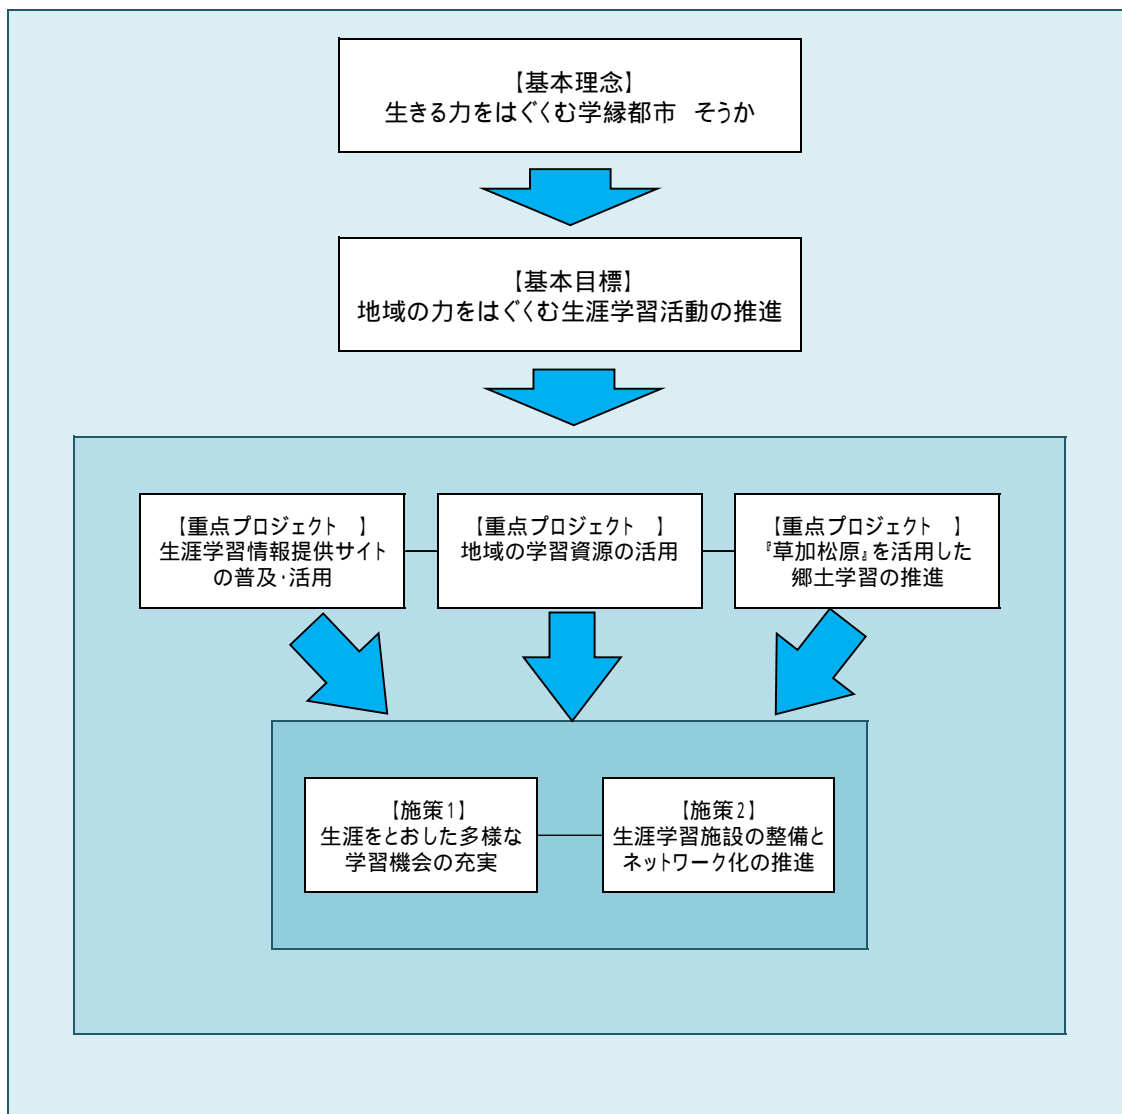 【基本理念】
生きる力をはぐくむ学縁都市　そうか
【基本目標】
地域の力をはぐくむ生涯学習活動の推進
【重点プロジェクト　】
生涯学習情報提供サイト
の普及・活用
【重点プロジェクト　】
地域の学習資源の活用
【重点プロジェクト　】
『草加松原』を活用した
郷土学習の推進
【施策1】
生涯をとおした多様な
学習機会の充実
【施策2】
生涯学習施設の整備と
ネットワーク化の推進